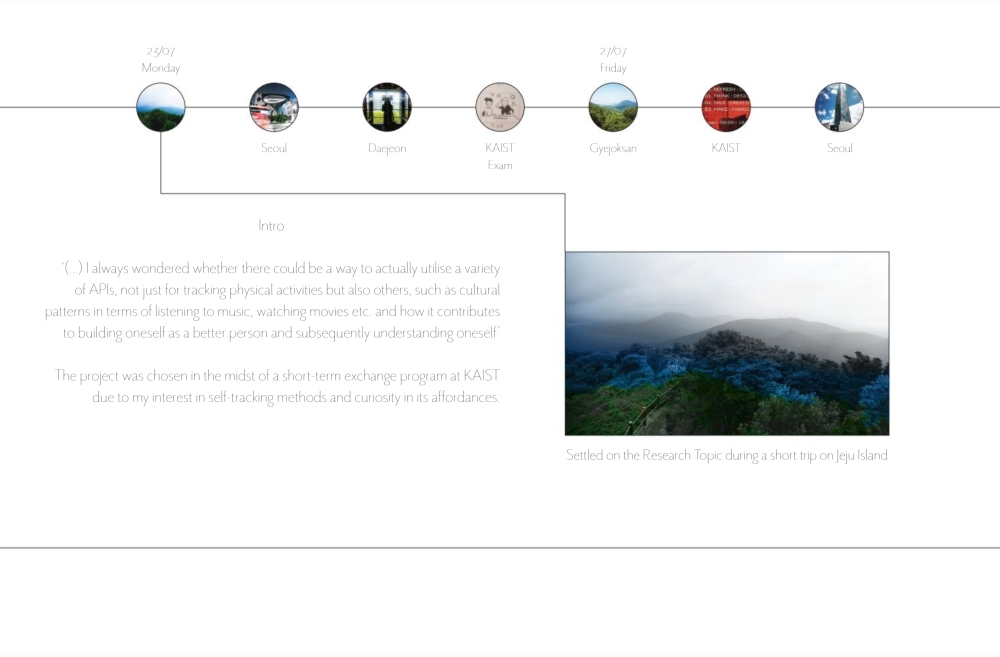 23/07
Monday
27/07
Friday
Seoul
Daejeon
KAIST
Exam
Gyejoksan
KAIST
Seoul
Intro
'(...) I always wondered whether there could be a way to actually utilise a variety
of APIs, not just for tracking physical activities but also others, such as cultural
patterns in terms of listening to music, watching movies etc. and how it contributes
to building oneself as a better person and subsequently understanding oneself'
The project was chosen in the midst of a short-term exchange program at KAIST
due to my interest in self-tracking methods and curiosity in its affordances.
Settled on the Research Topic during a short trip on Jeju Island